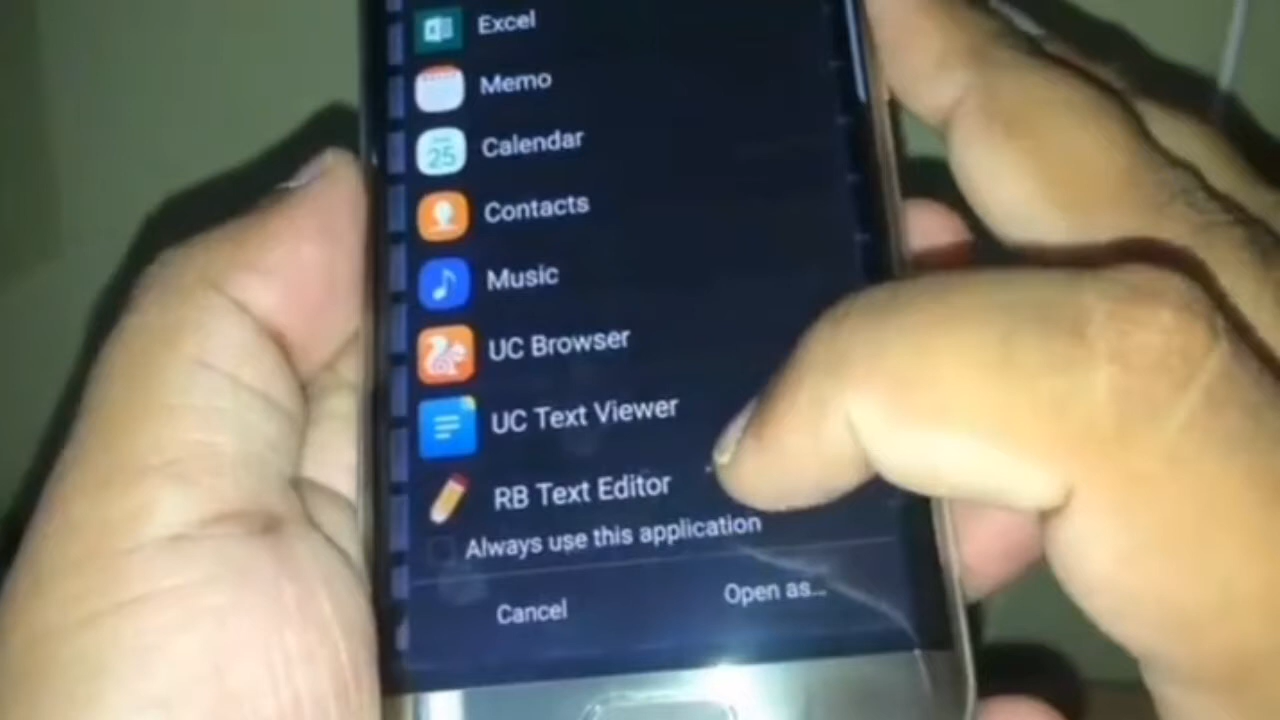 Excel
Memo
25
Calendar
Contacts
Music
UC Browser
UC Text Viewer
RB Text Editor
Always use this application
Cancel
Open as...